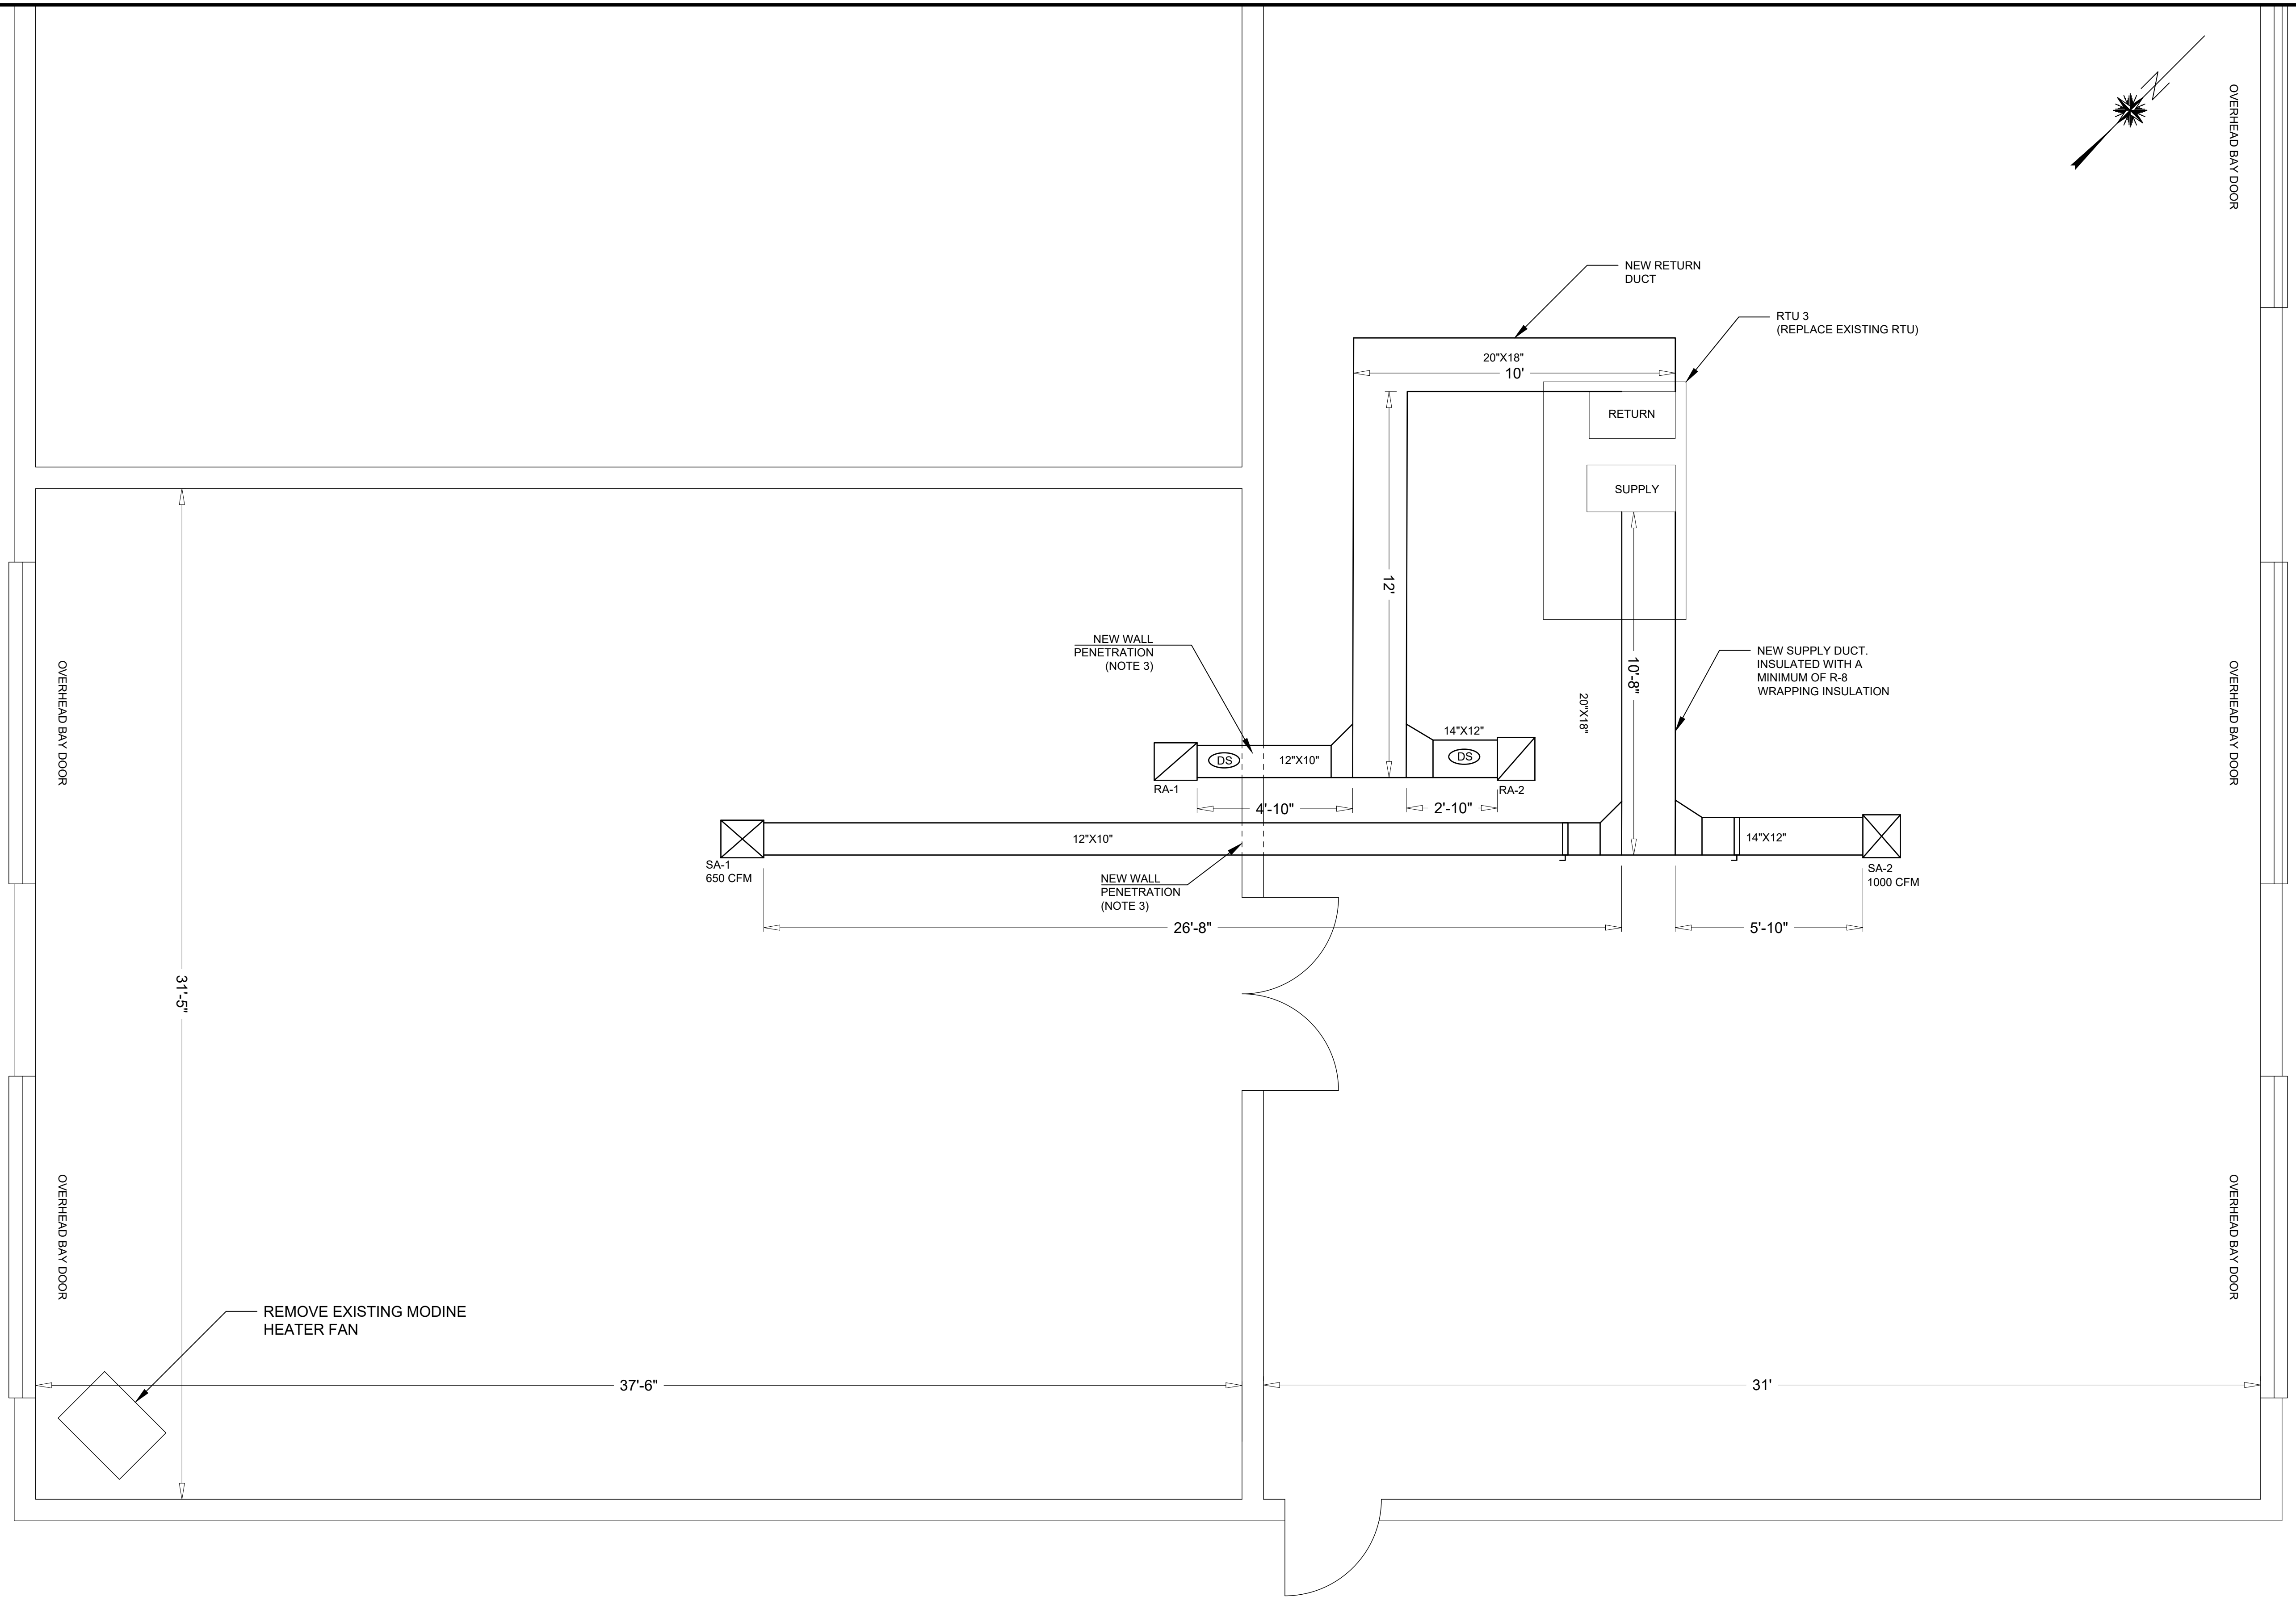 OVERHEAD BAY DOOR
N
NEW RETURN
DUCT
RTU 3
(REPLACE EXISTING RTU)
20"X18"
10'
RETURN
SUPPLY
12'
NEW WALL
PENETRATION
(NOTE 3)
10'-8"
20"X18"
NEW SUPPLY DUCT.
INSULATED WITH A
MINIMUM OF R-8
WRAPPING INSULATION
OVERHEAD BAY DOOR
OVERHEAD BAY DOOR
14"X12"
DS
12"X10"
DS
RA-1
RA-2
4'-10"
2'-10"
12"X10"
14"X12"
SA-1
650 CFM
SA-2
1000 CFM
NEW WALL
PENETRATION
(NOTE 3)
26'-8"
5'-10"
31'-5"
OVERHEAD BAY DOOR
OVERHEAD BAY DOOR
REMOVE EXISTING MODINE
HEATER FAN
37'-6"
31'